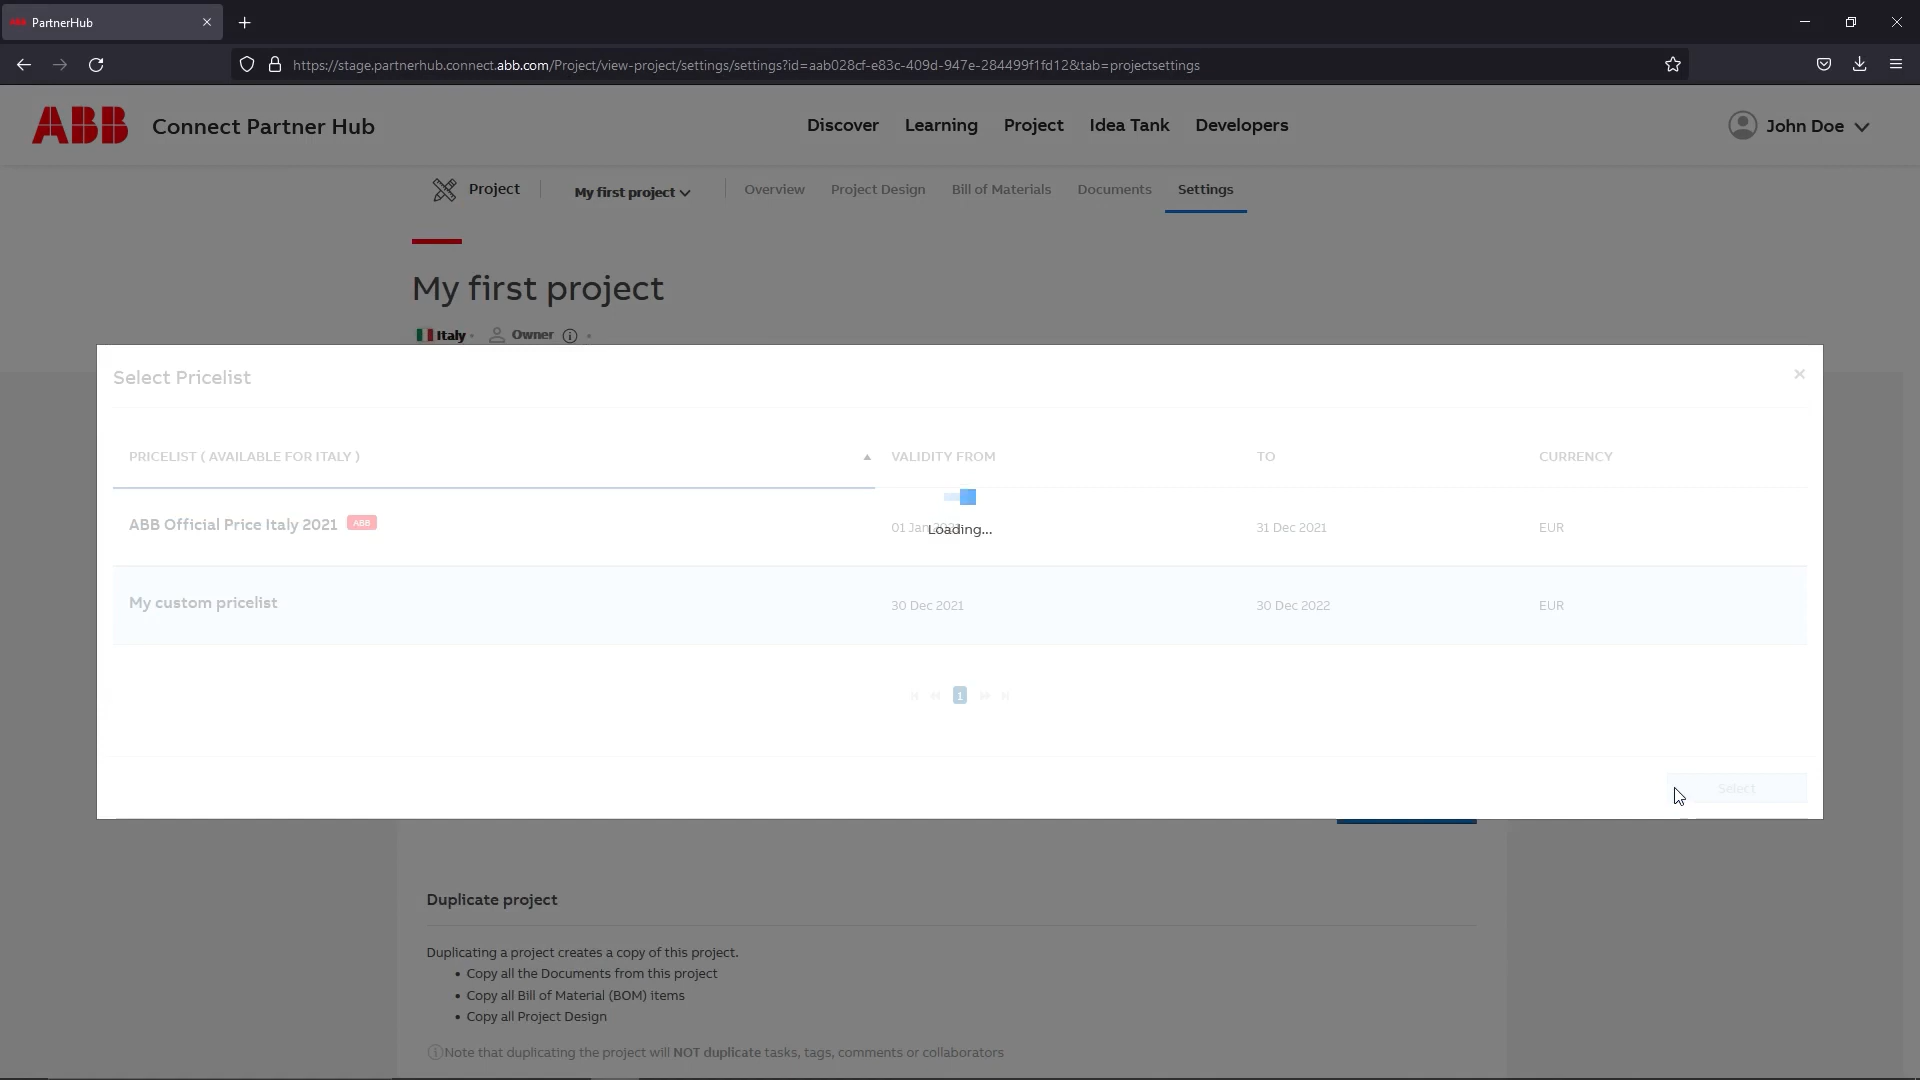 PartnerHub
https://stage.partnerhub.connect.abb.com/Project/view-project/settings/settings?id=aab028cf-e83c-409d-947e-284499f1fd12&tab=projectsettings
ABB Connect Partner Hub Discover Learning Project Idea Tank Developers John Doe
Project My first project Overview Project Design Bill of Materials Documents Settings
My first project
Italy Owner
Select Pricelist
PRICELIST ( AVAILABLE FOR ITALY ) VALIDITY FROM TO CURRENCY
ABB Official Price Italy 2021 ABB 01 Jan 31 Dec 2021 EUR
Loading...
My custom pricelist 30 Dec 2021 30 Dec 2022 EUR
1
Select
Duplicate project
Duplicating a project creates a copy of this project.
• Copy all the Documents from this project
• Copy all Bill of Material (BOM) items
• Copy all Project Design
Note that duplicating the project will NOT duplicate tasks, tags, comments or collaborators